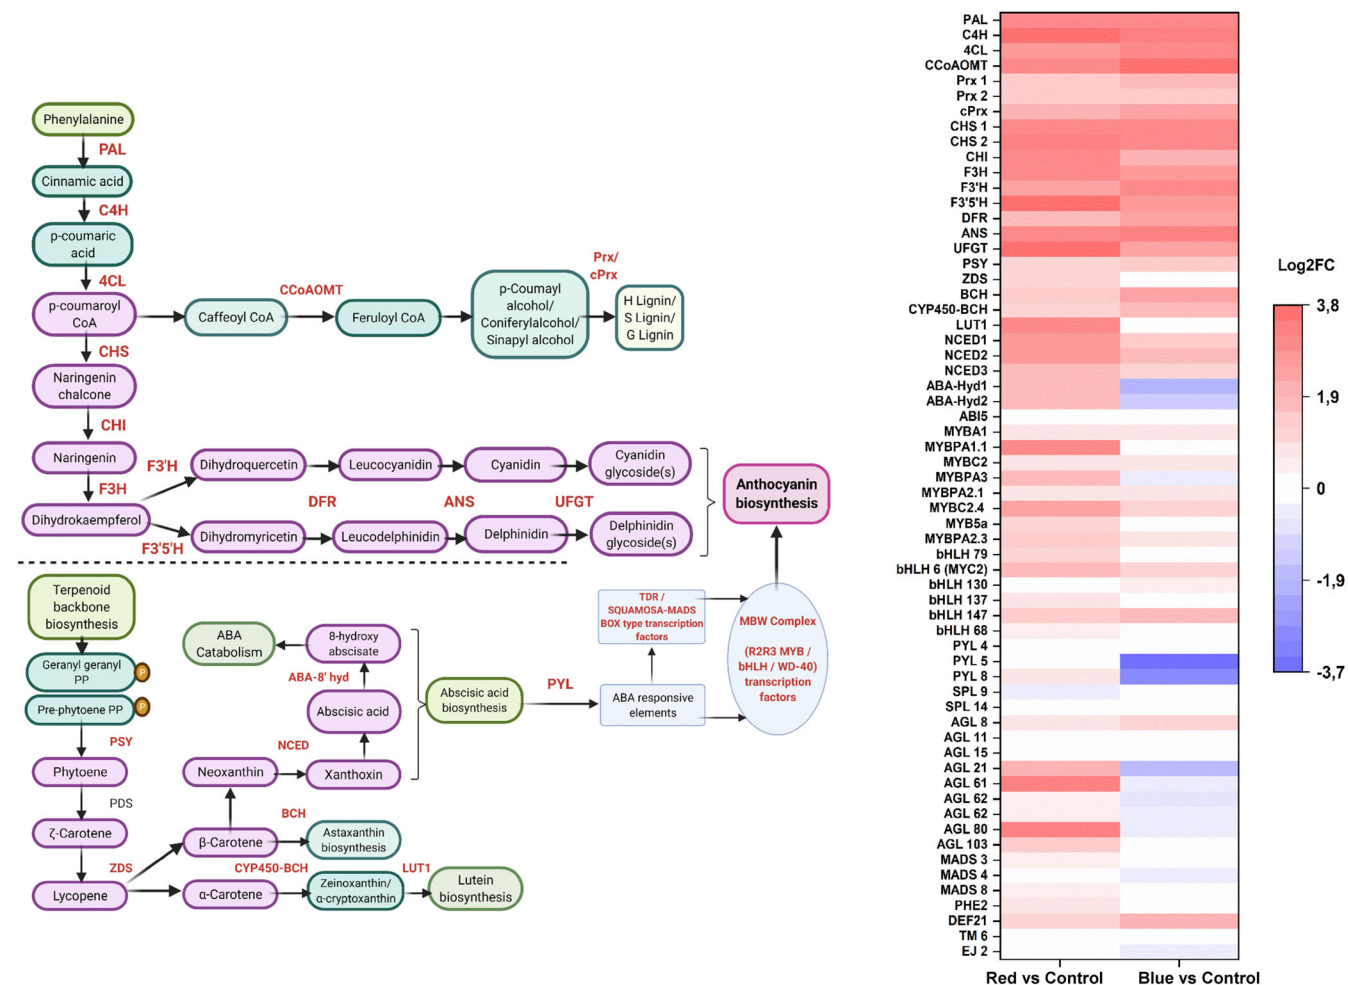 Phenylalanine
PAL
Cinnamic acid
C4H
p-coumaric
acid
4CL
p-coumaroyl
CoA
CCoAOMT
Caffeoyl CoA
Feruloyl CoA
p-Coumayl
alcohol/
Coniferylalcohol/
Sinapyl alcohol
Prx/
cPrx
H Lignin/
S Lignin/
G Lignin
CHS
Naringenin
chalcone
CHI
Naringenin
F3H
Dihydrokaempferol
F3'H
Dihydroquercetin
Leucocyanidin
Cyanidin
Cyanidin
glycoside(s)
DFR
ANS
UFGT
F3'5'H
Dihydromyricetin
Leucodelphinidin
Delphinidin
Delphinidin
glycoside(s)
Anthocyanin
biosynthesis
Terpenoid
backbone
biosynthesis
Geranyl geranyl
PP
P
Pre-phytoene PP
P
PSY
Phytoene
PDS
ζ-Carotene
ZDS
Lycopene
ABA
Catabolism
8-hydroxy
abscisate
ABA-8' hyd
Abscisic acid
NCED
Neoxanthin
Xanthoxin
BCH
β-Carotene
Astaxanthin
biosynthesis
CYP450-BCH
α-Carotene
Zeinoxanthin/
α-cryptoxanthin
LUT1
Lutein
biosynthesis
Abscisic acid
biosynthesis
PYL
TDR /
SQUAMOSA-MADS
BOX type transcription
factors
ABA responsive
elements
MBW Complex
(R2R3 MYB /
bHLH / WD-40)
transcription
factors
PAL
C4H
4CL
CCoAOMT
Prx 1
Prx 2
cPrx
CHS 1
CHS 2
CHI
F3H
F3'H
F3'5'H
DFR
ANS
UFGT
PSY
ZDS
BCH
CYP450-BCH
LUT1
NCED1
NCED2
NCED3
ABA-Hyd1
ABA-Hyd2
ABI5
MYBA1
MYBPA1.1
MYBC2
MYBPA3
MYBPA2.1
MYBC2.4
MYB5a
MYBPA2.3
bHLH 79
bHLH 6 (MYC2)
bHLH 130
bHLH 137
bHLH 147
bHLH 68
PYL 4
PYL 5
PYL 8
SPL 9
SPL 14
AGL 8
AGL 11
AGL 15
AGL 21
AGL 61
AGL 62
AGL 62
AGL 80
AGL 103
MADS 3
MADS 4
MADS 8
PHE2
DEF21
TM 6
EJ 2
Red vs Control
Blue vs Control
Log2FC
3,8
1,9
0
-1,9
-3,7